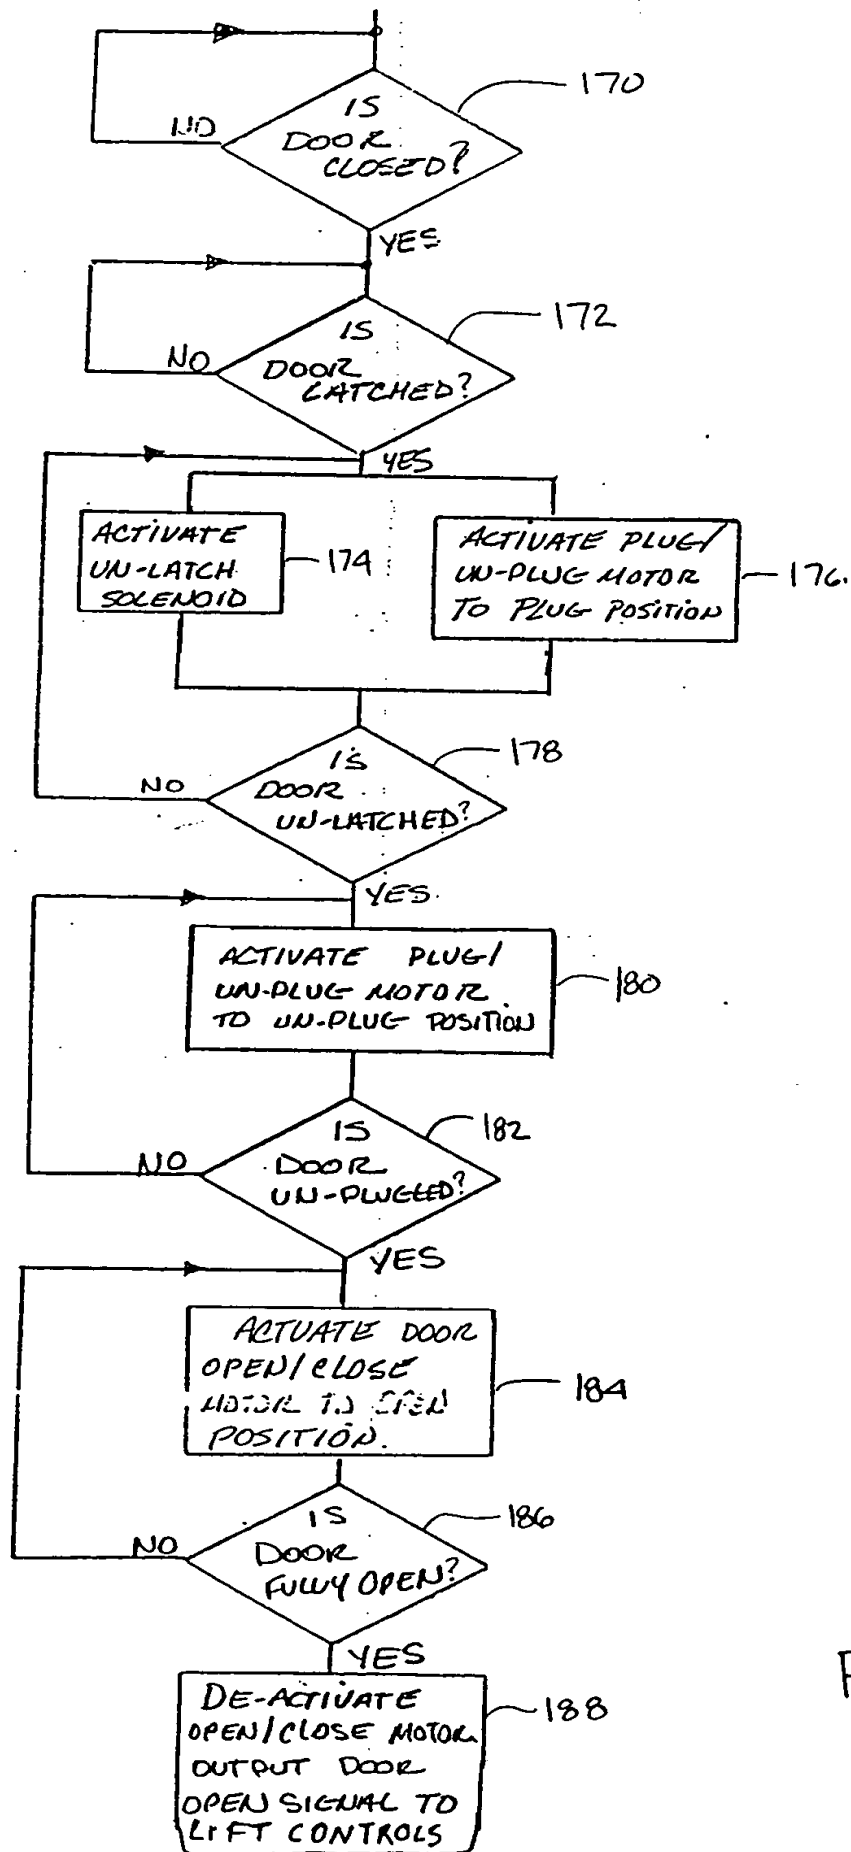 170
IS
DOOR
CLOSED?
NO
YES
172
IS
DOOR
LATCHED?
NO
YES
ACTIVATE
UN-LATCH
SOLENOID
174
ACTIVATE PLUG/
UN-PLUG MOTOR
TO PLUG POSITION
176.
178
IS
DOOR
UN-LATCHED?
NO
YES.
ACTIVATE PLUG/
UN-PLUG MOTOR
TO UN-PLUG POSITION
180
182
IS
DOOR
UN-PLUGGED?
NO
YES
ACTUATE DOOR
OPEN/CLOSE
MOTOR TO OPEN
POSITION.
184
186
IS
DOOR
FULLY OPEN?
NO
YES
DE-ACTIVATE
OPEN/CLOSE MOTOR
OUTPUT DOOR
OPEN SIGNAL TO
LIFT CONTROLS
188